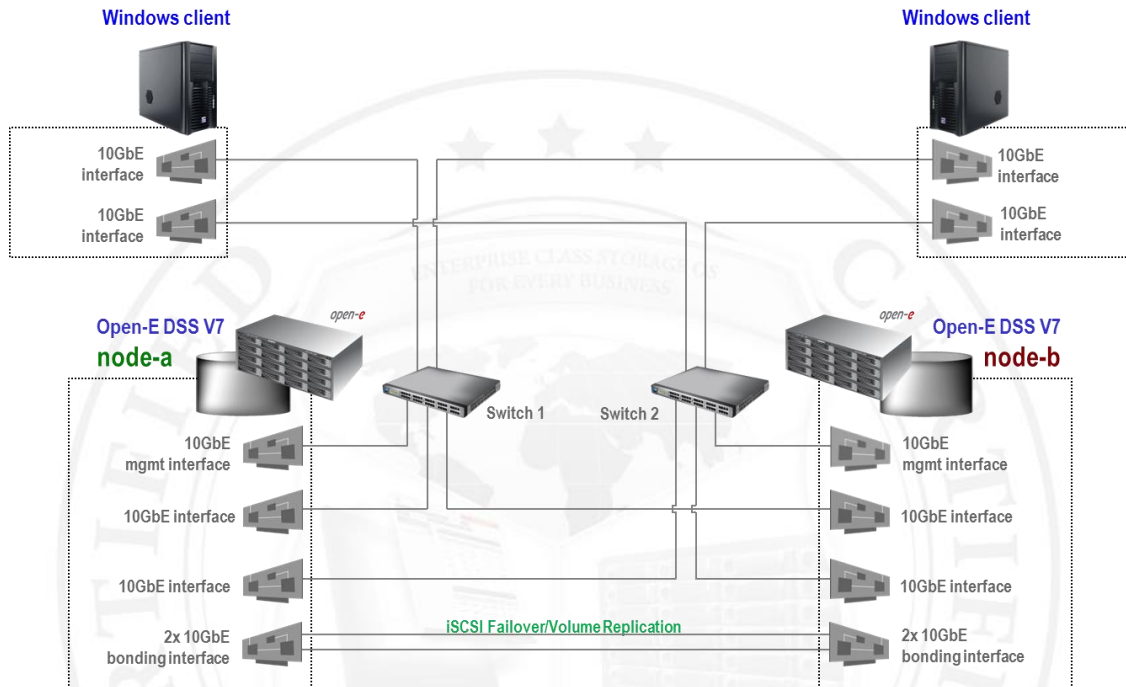 Windows client
Windows client
10GbE
interface
10GbE
interface
10GbE
interface
10GbE
interface
ENTERPRISE CLASS STORAGE OS
FOR EVERY BUSINESS
open-e
Open-E DSS V7
node-a
open-e
Open-E DSS V7
node-b
Switch 1
Switch 2
10GbE
mgmt interface
10GbE
mgmt interface
10GbE interface
10GbE interface
10GbE interface
10GbE interface
iSCSI Failover/Volume Replication
2x 10GbE
bonding interface
2x 10GbE
bonding interface